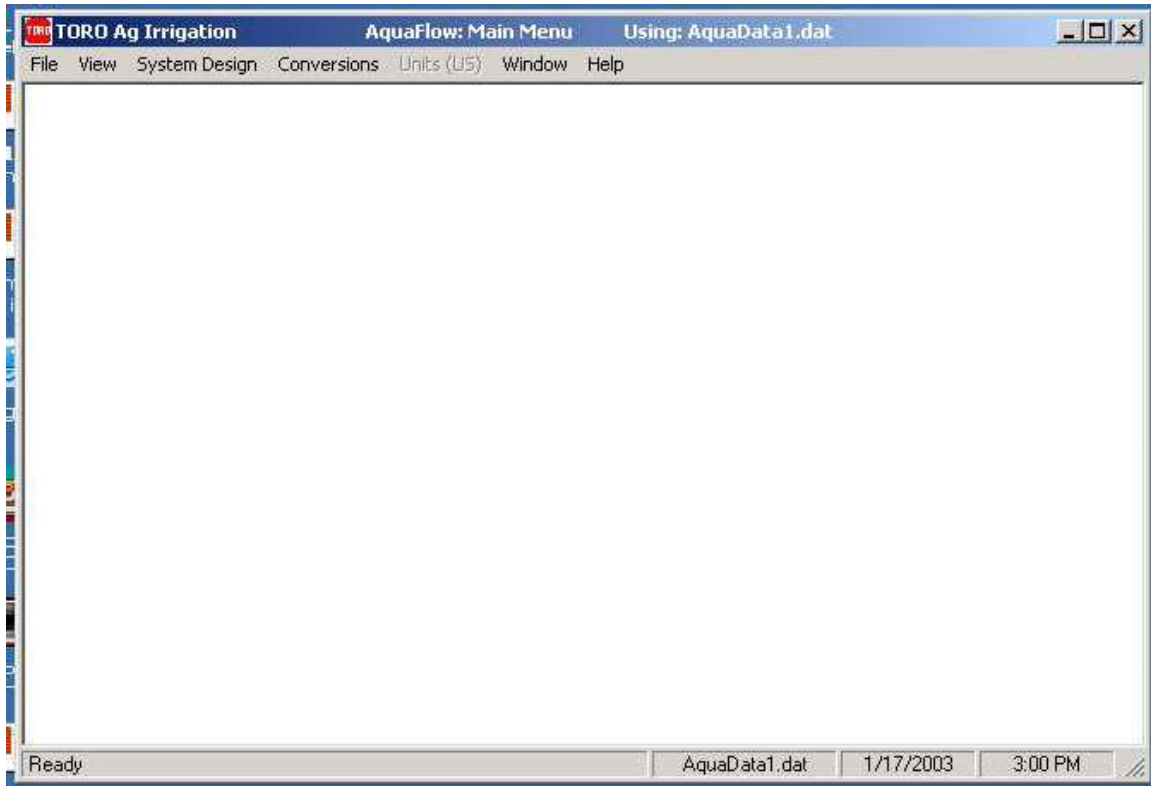 TORO TORO Ag Irrigation AquaFlow: Main Menu Using: AquaData1.dat
File View System Design Conversions Units (US) Window Help
Ready AquaData1.dat 1/17/2003 3:00 PM